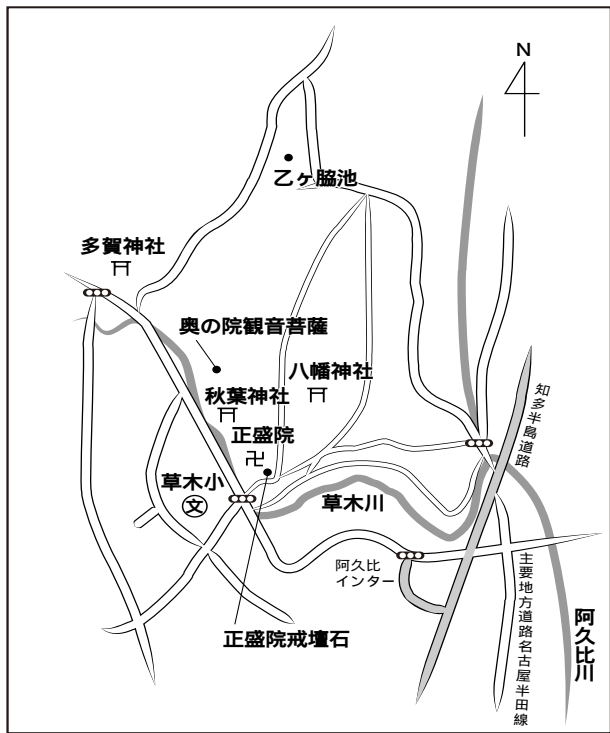 N
乙ヶ脇池
多賀神社
奥の院観音菩薩
八幡神社
秋葉神社
正盛院
卍
知多半島道路
草木小
文
草木川
阿久比
インター
主要地方道路名古屋半田線
阿久比川
正盛院戒壇石